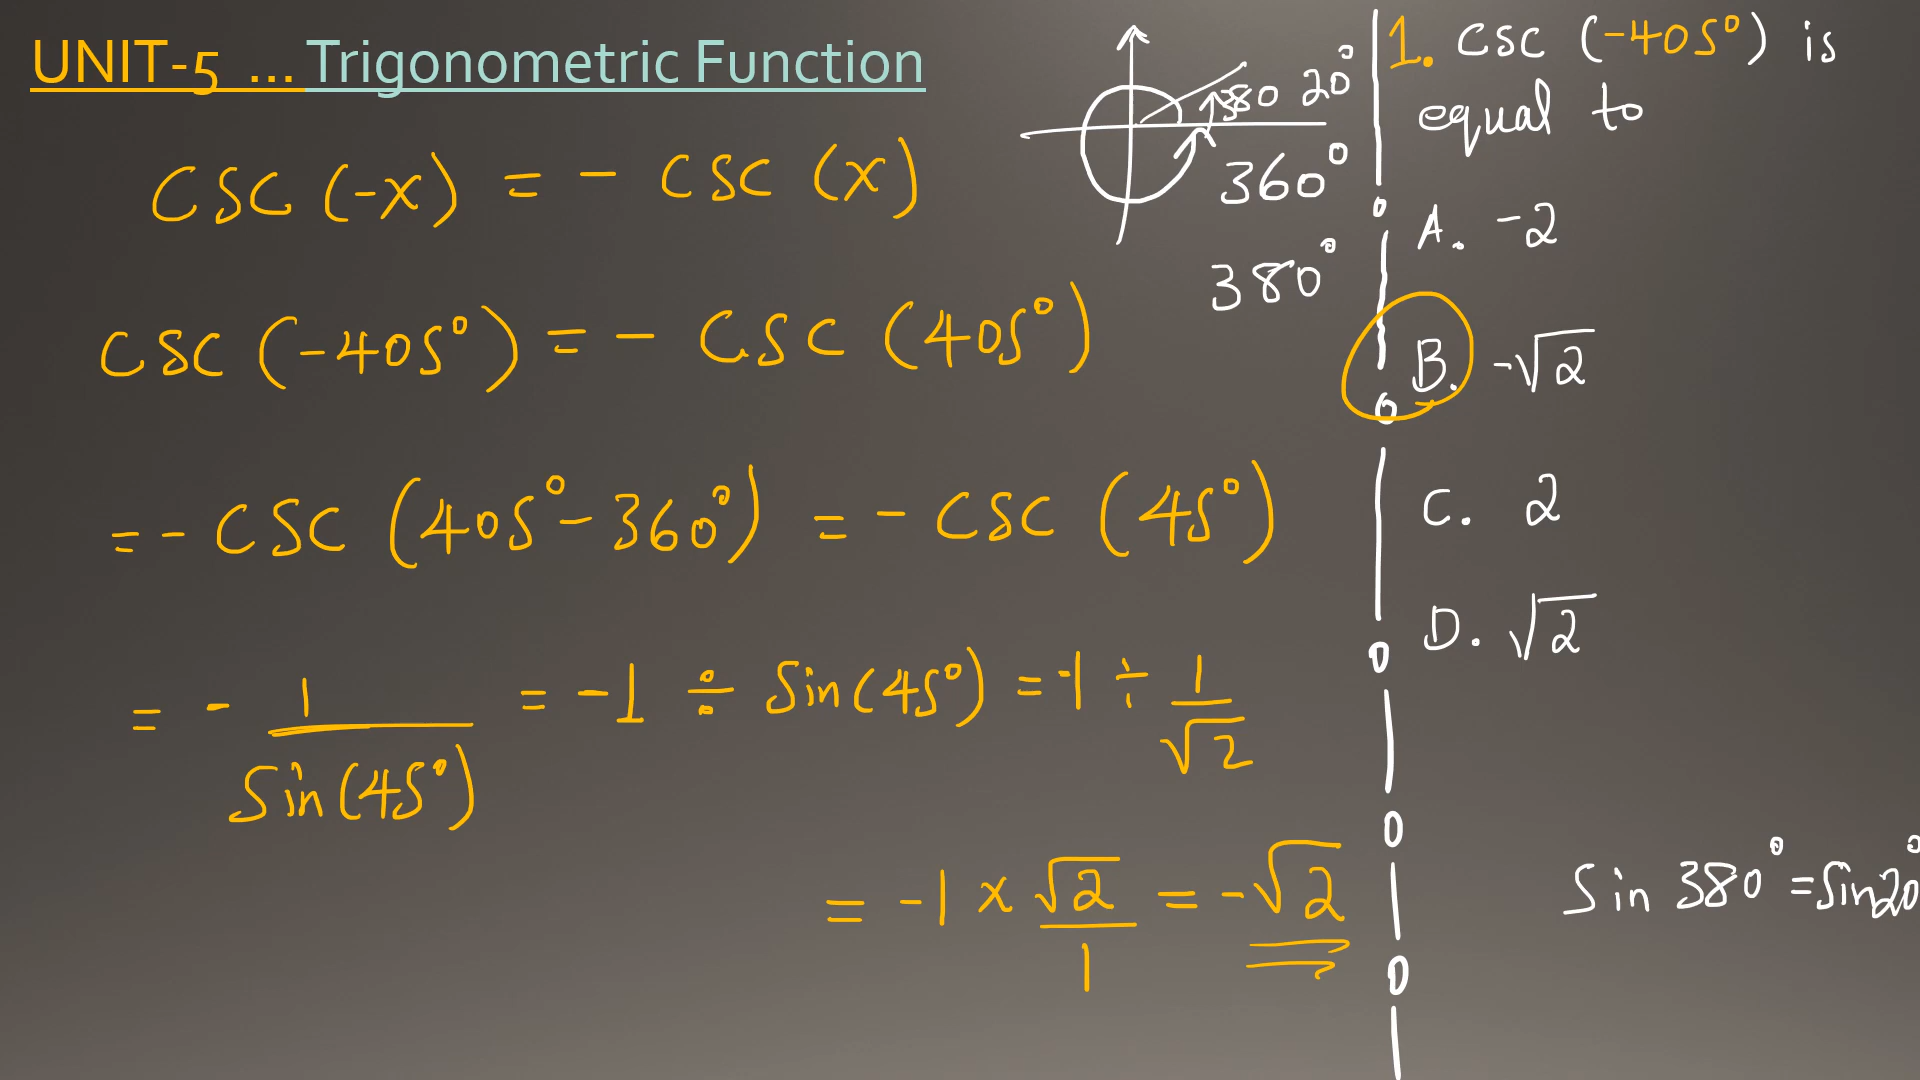 UNIT-5 ... Trigonometric Function
csc (-x) = - csc (x)
csc (-405°) = - csc (405°)
= - csc (405° - 360°) = - csc (45°)
= - 1/sin(45°) = -1 ÷ sin(45°) = -1 ÷ 1/√2
= -1 × √2/1 = -√2
380 20°
360°
380°
1. csc (-405°) is
equal to
A. -2
B. -√2
C. 2
D. √2
Sin 380° = Sin20°